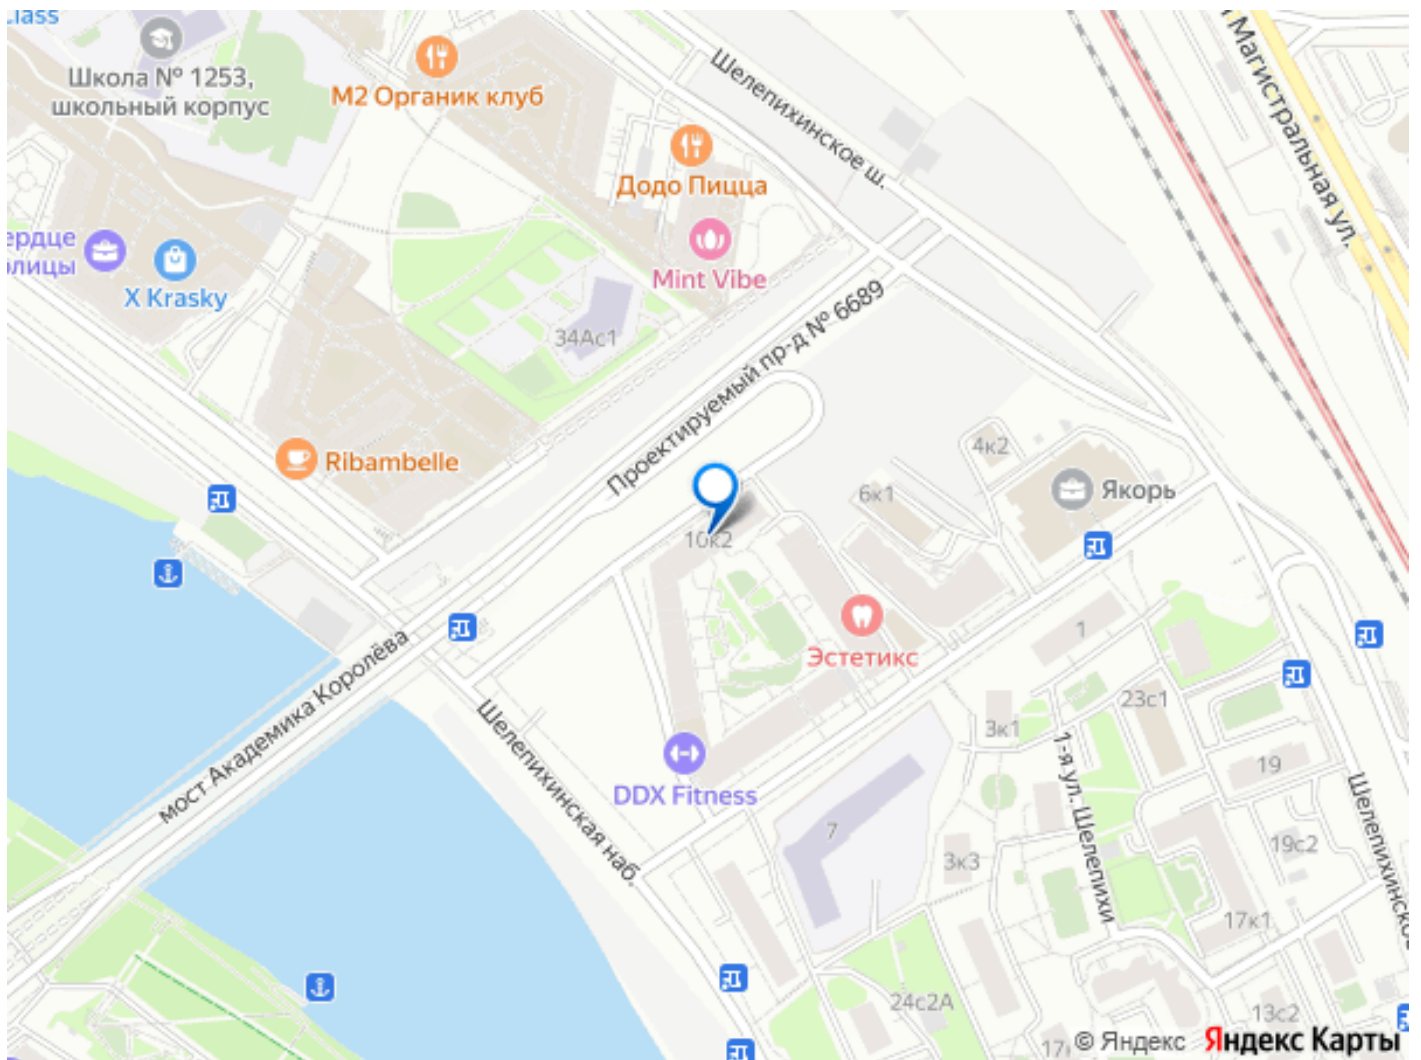 Class
Школа № 1253,
школьный корпус
М2 Органик клуб
Шелепихинское ш.
Магистральная ул.
Додо Пицца
Mint Vibe
X Krasky
34Ас1
Проектируемый пр-д № 6689
Ribambelle
4к2
6к1
Якорь
10к2
Эстетикс
1
мост Академика Королёва
Шелепихинская наб.
3к1
23с1
1-я ул. Шелепихи
19
DDX Fitness
7
3к3
19с2
Шелепихинское
17к1
24с2А
13с2
© Яндекс Яндекс Карты